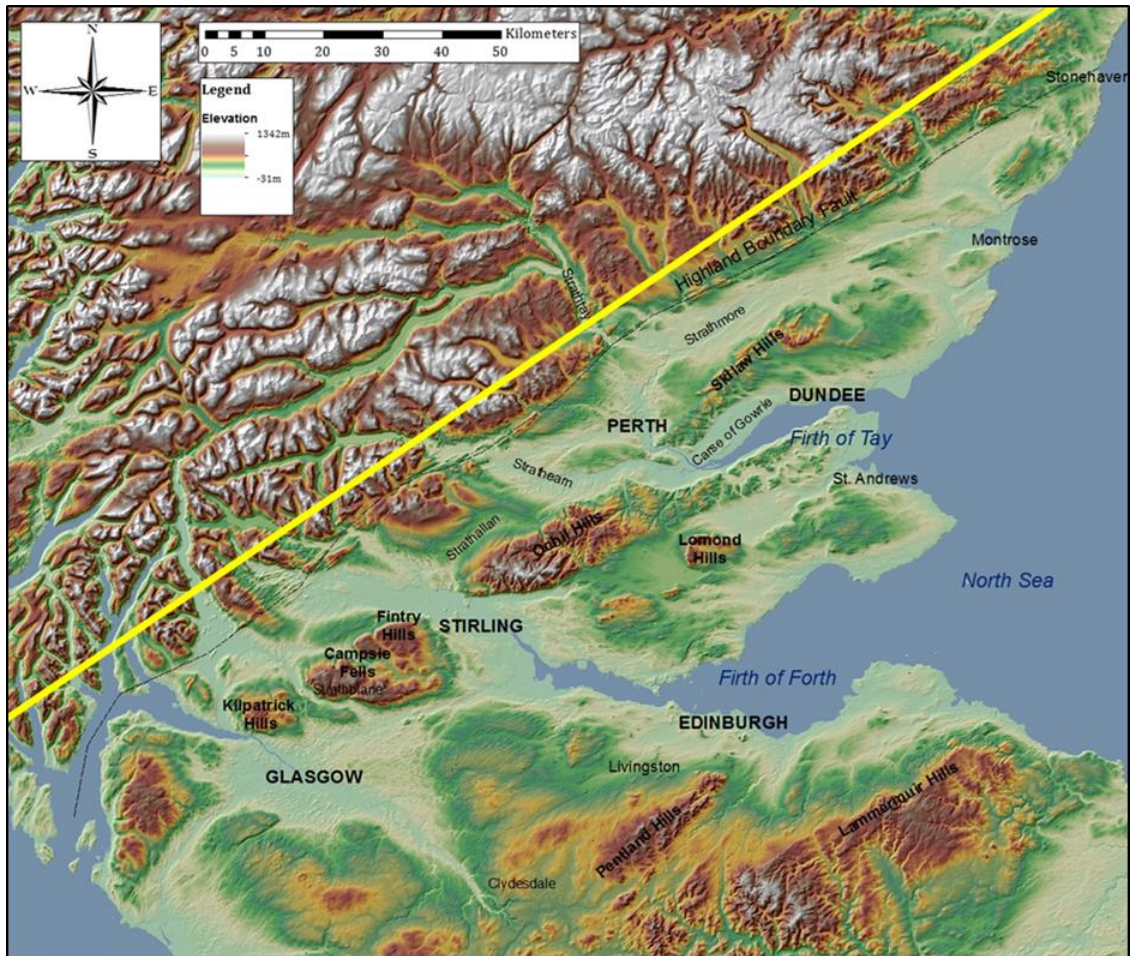 N
W
E
S
Kilometers
0 5 10 20 30 40 50
Legend
Elevation
1342m
-31m
Stonehaven
Highland Boundary Fault
Montrose
Strathtay
Strathmore
Sidlaw Hills
DUNDEE
PERTH
Carse of Gowrie
Firth of Tay
Strathearn
St. Andrews
Strathallan
Ochil Hills
Lomond
Hills
North Sea
Fintry
Hills
STIRLING
Campsie
Fells
Strathblane
Firth of Forth
Kilpatrick
Hills
EDINBURGH
GLASGOW
Livingston
Lammermuir Hills
Pentland Hills
Clydesdale